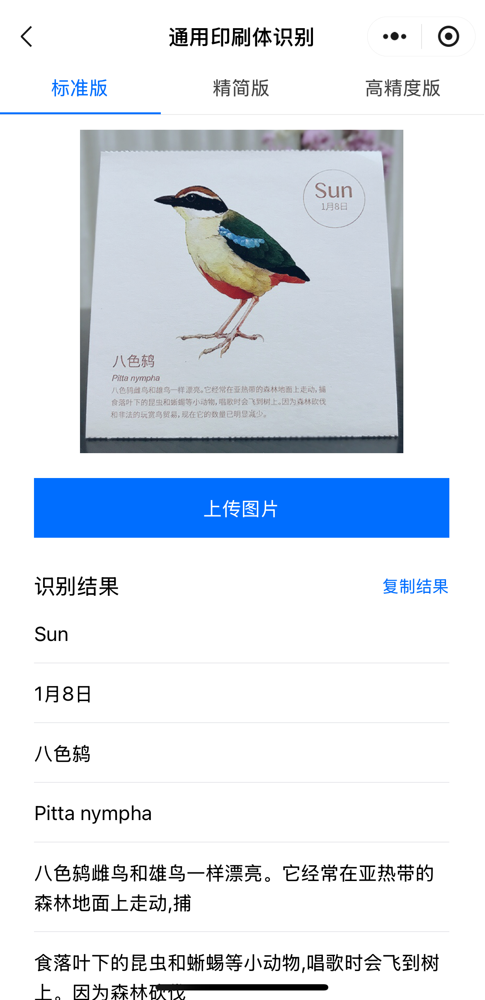 通用印刷体识别
标准版 精简版 高精度版
Sun
1月8日
八色鸫
Pitta nympha
八色鸫雌鸟和雄鸟一样漂亮。它经常在亚热带的森林地面上走动,捕
食落叶下的昆虫和蜥蜴等小动物,唱歌时会飞到树上。因为森林砍伐
和非法的玩赏鸟贸易,现在它的数量已明显减少。
上传图片
识别结果 复制结果
Sun
1月8日
八色鸫
Pitta nympha
八色鸫雌鸟和雄鸟一样漂亮。它经常在亚热带的
森林地面上走动,捕
食落叶下的昆虫和蜥蜴等小动物,唱歌时会飞到树
上。因为森林砍伐